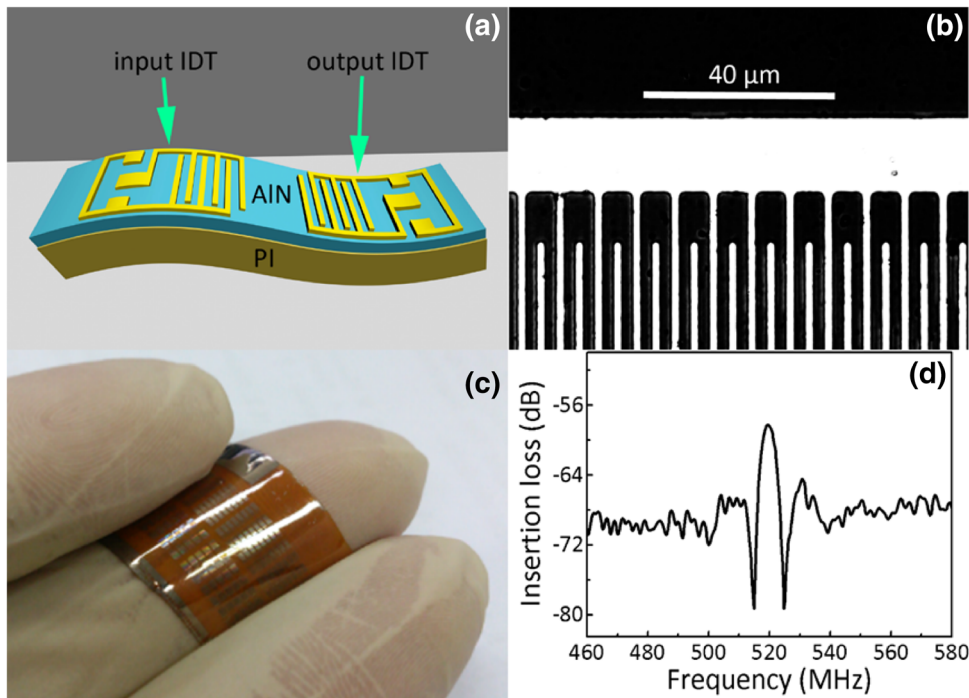 (a)
input IDT
output IDT
AlN
PI
(b)
40 μm
(c)
(d)
-56
-64
-72
-80
Insertion loss (dB)
460 480 500 520 540 560 580
Frequency (MHz)